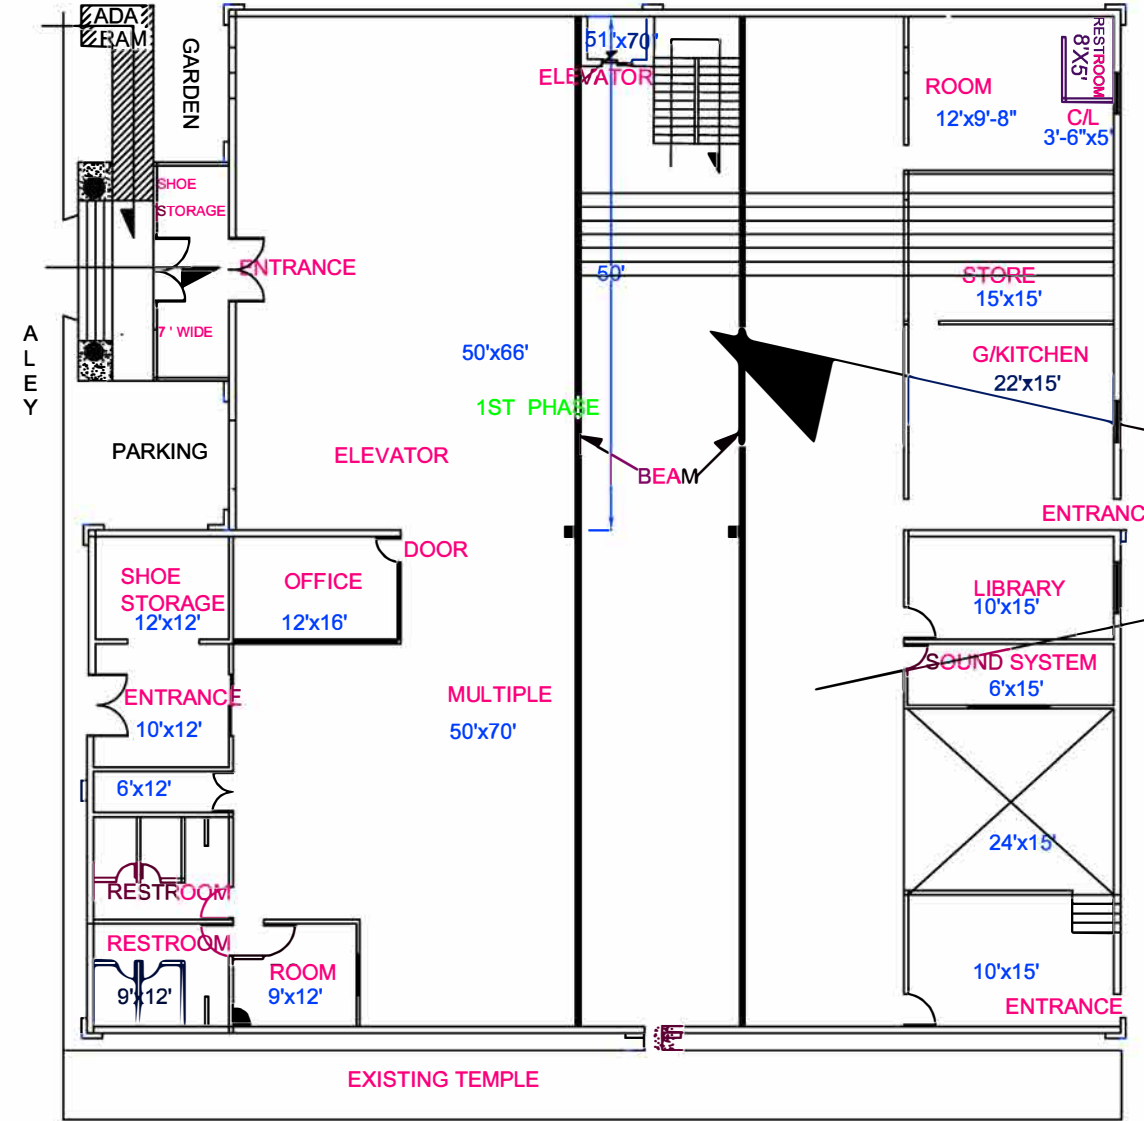 ADA
RAM
GARDEN
51'x70'
ELEVATOR
ROOM
12'x9'-8"
RESTROOM
8'X5'
C/L
3'-6"x5'
SHOE
STORAGE
ENTRANCE
7 ' WIDE
50'
STORE
15'x15'
ALEY
50'x66'
G/KITCHEN
22'x15'
1ST PHASE
PARKING
ELEVATOR
BEAM
ENTRANC
DOOR
SHOE
STORAGE
12'x12'
OFFICE
12'x16'
LIBRARY
10'x15'
SOUND SYSTEM
6'x15'
ENTRANCE
10'x12'
MULTIPLE
50'x70'
6'x12'
24'x15'
RESTROOM
RESTROOM
9'x12'
ROOM
9'x12'
10'x15'
ENTRANCE
EXISTING TEMPLE